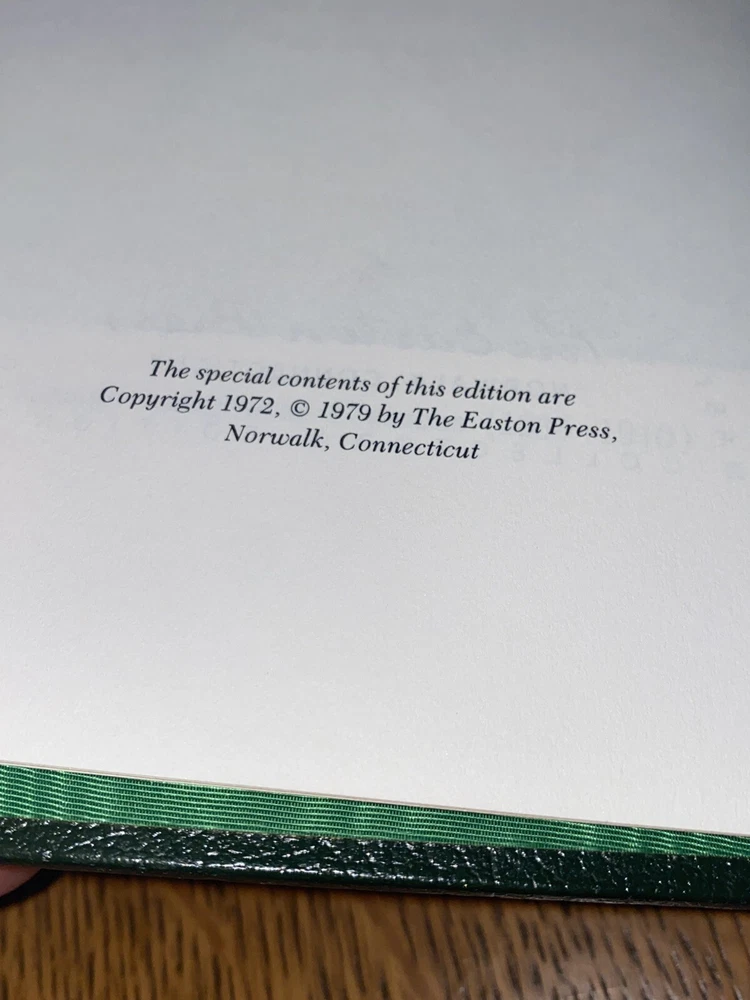 The special contents of this edition are
Copyright 1972, © 1979 by The Easton Press,
Norwalk, Connecticut